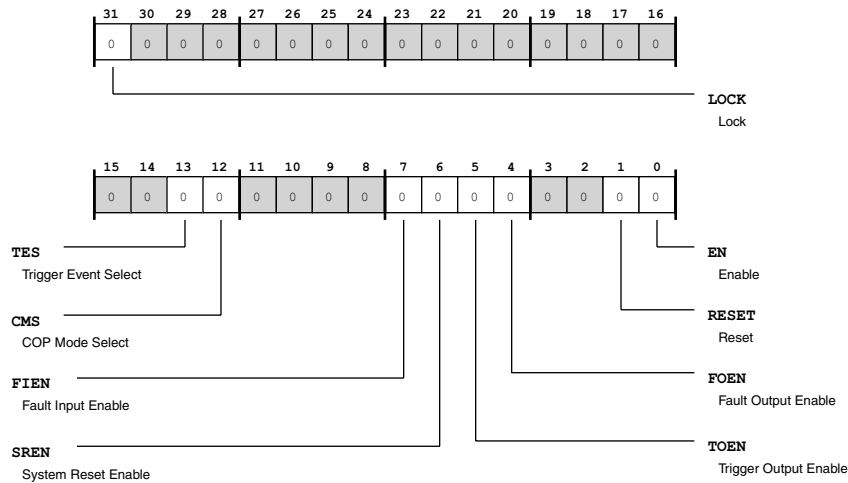 31 30 29 28 27 26 25 24 23 22 21 20 19 18 17 16
0 0 0 0 0 0 0 0 0 0 0 0 0 0 0 0
LOCK
Lock
15 14 13 12 11 10 9 8 7 6 5 4 3 2 1 0
0 0 0 0 0 0 0 0 0 0 0 0 0 0 0 0
TES
Trigger Event Select
EN
Enable
CMS
COP Mode Select
RESET
Reset
FIEN
Fault Input Enable
FOEN
Fault Output Enable
SREN
System Reset Enable
TOEN
Trigger Output Enable